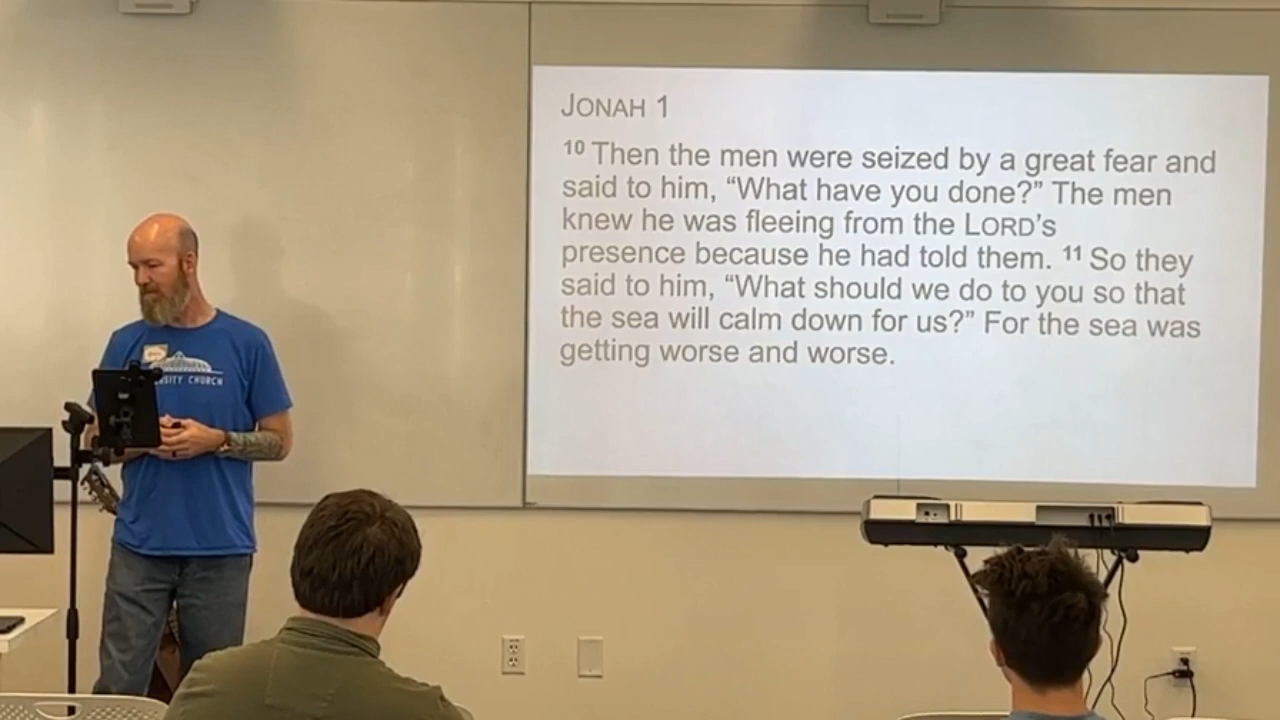 JONAH 1
10 Then the men were seized by a great fear and
said to him, “What have you done?” The men
knew he was fleeing from the LORD’s
presence because he had told them. 11 So they
said to him, “What should we do to you so that
the sea will calm down for us?” For the sea was
getting worse and worse.
CHURCH